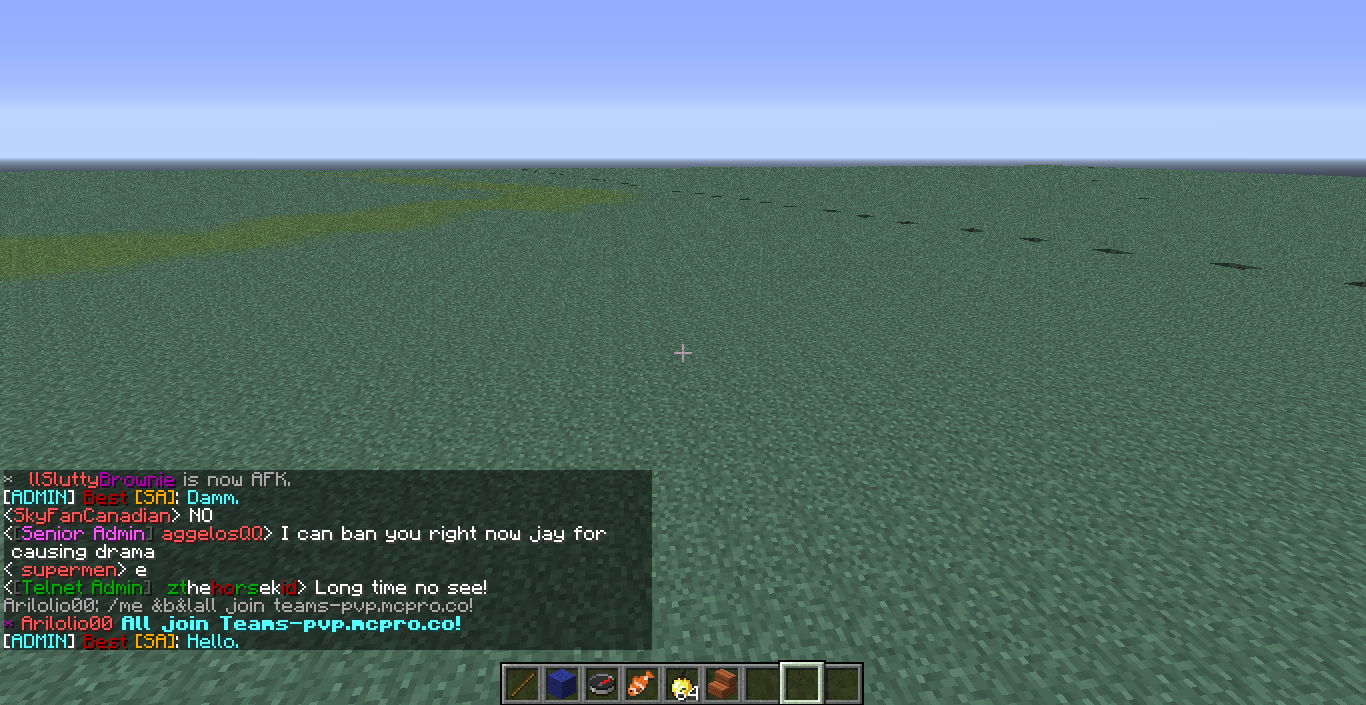 × llSluttyBrownie is now AFK.
[ADMIN] Best [SA]: Damm.
<SkyFanCanadian> NO
<[Senior Admin] aggelosQQ> I can ban you right now jay for
causing drama
< supermen> e
<[Telnet Admin] zthehorsekid> Long time no see!
Arilolio00: /me &b&lall join teams-pvp.mcpro.co!
× Arilolio00 All join Teams-pvp.mcpro.co!
[ADMIN] Best [SA]: Hello.
64